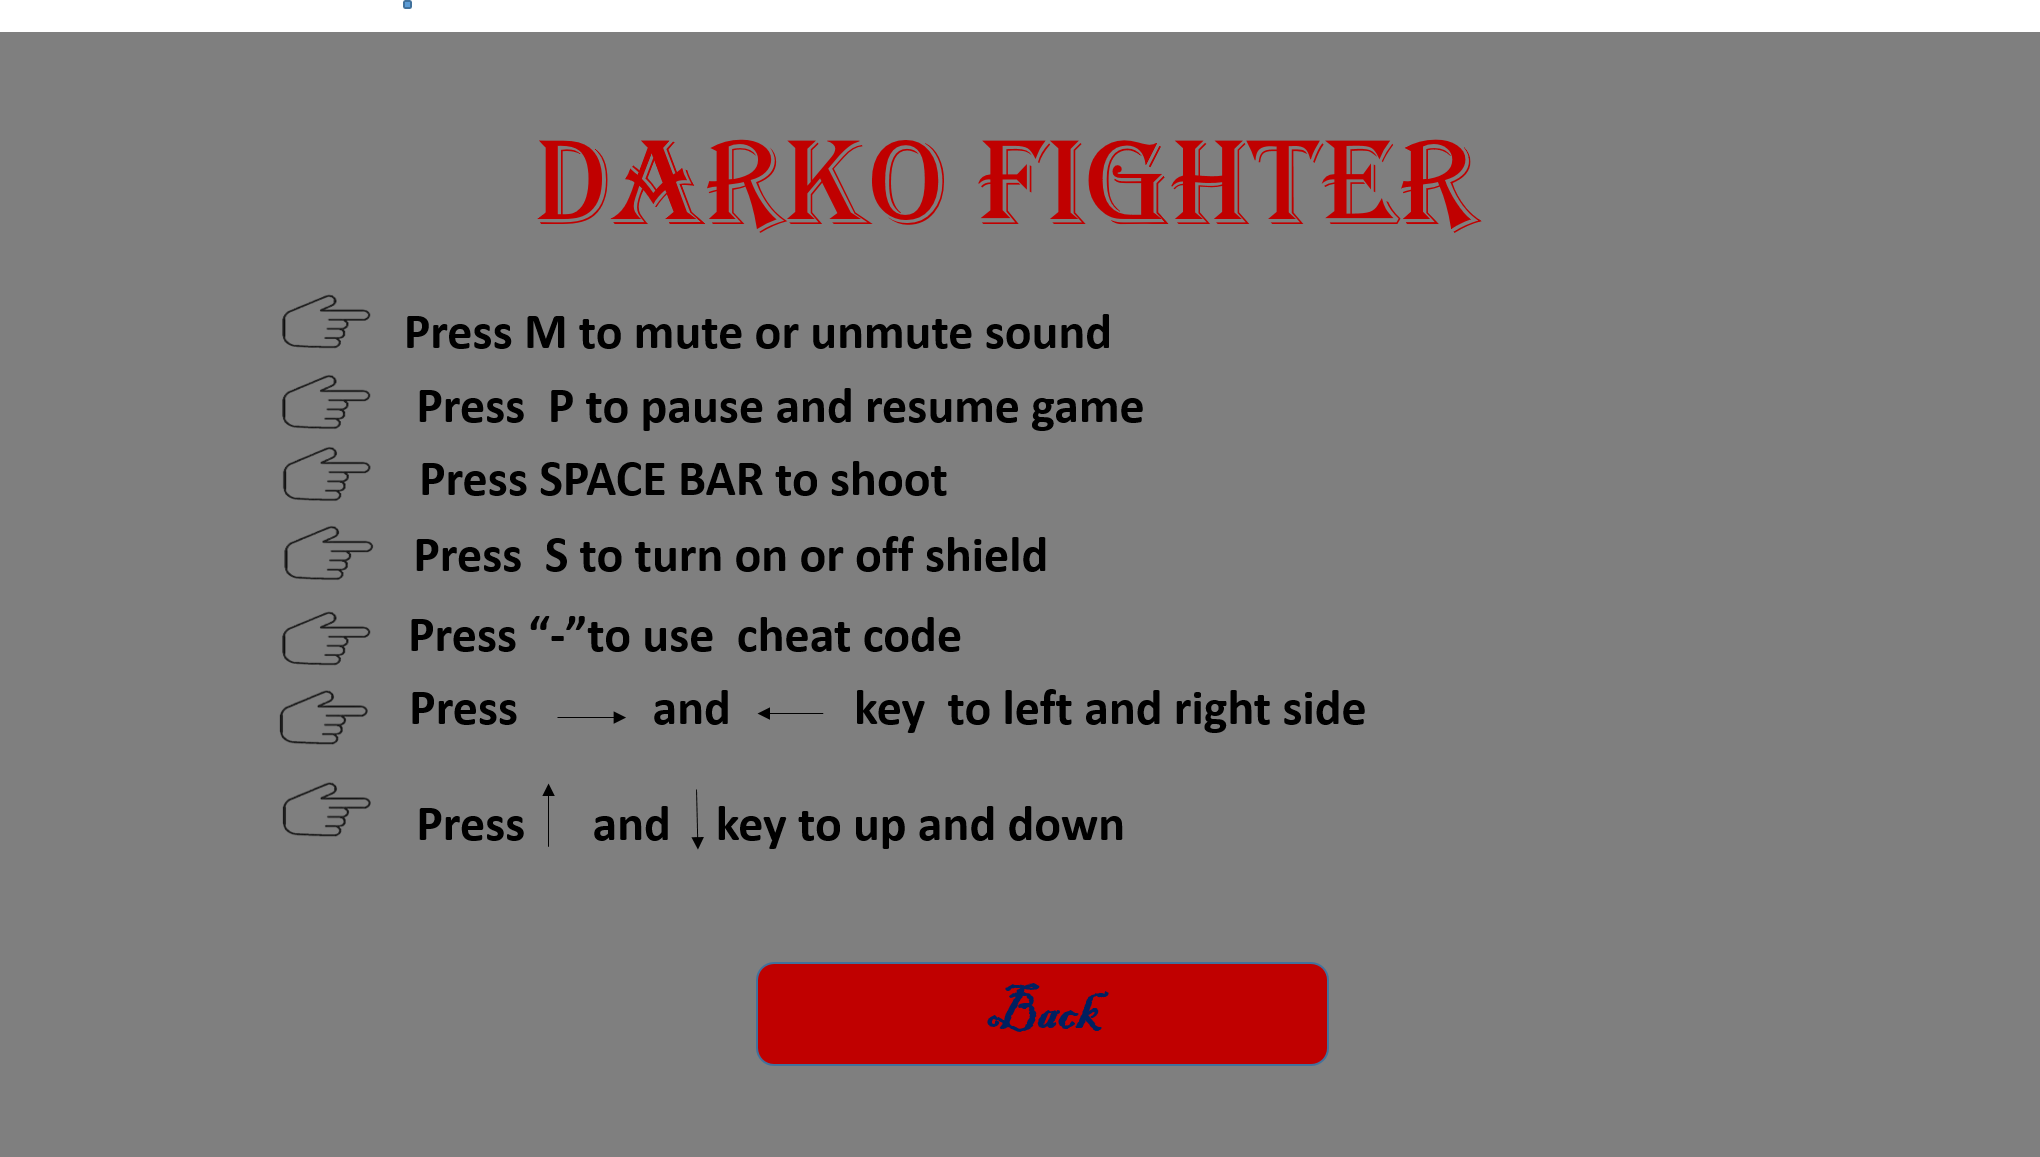 DARKO FIGHTER
Press M to mute or unmute sound
Press  P to pause and resume game
Press SPACE BAR to shoot
Press  S to turn on or off shield
Press “-”to use  cheat code
Press → and ← key  to left and right side
Press ↑ and ↓ key to up and down
Back